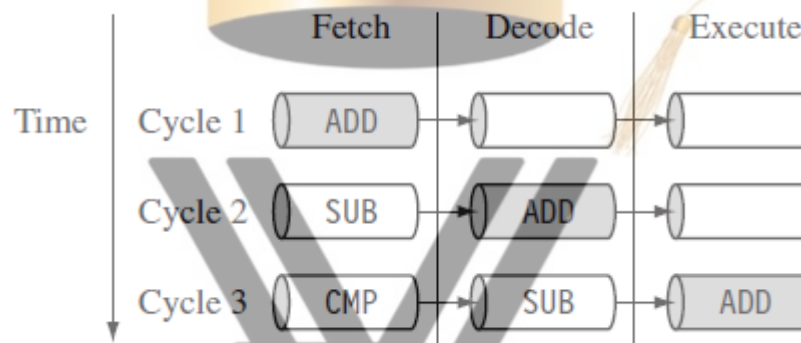 Fetch Decode Execute
Time Cycle 1 ADD
Cycle 2 SUB ADD
Cycle 3 CMP SUB ADD